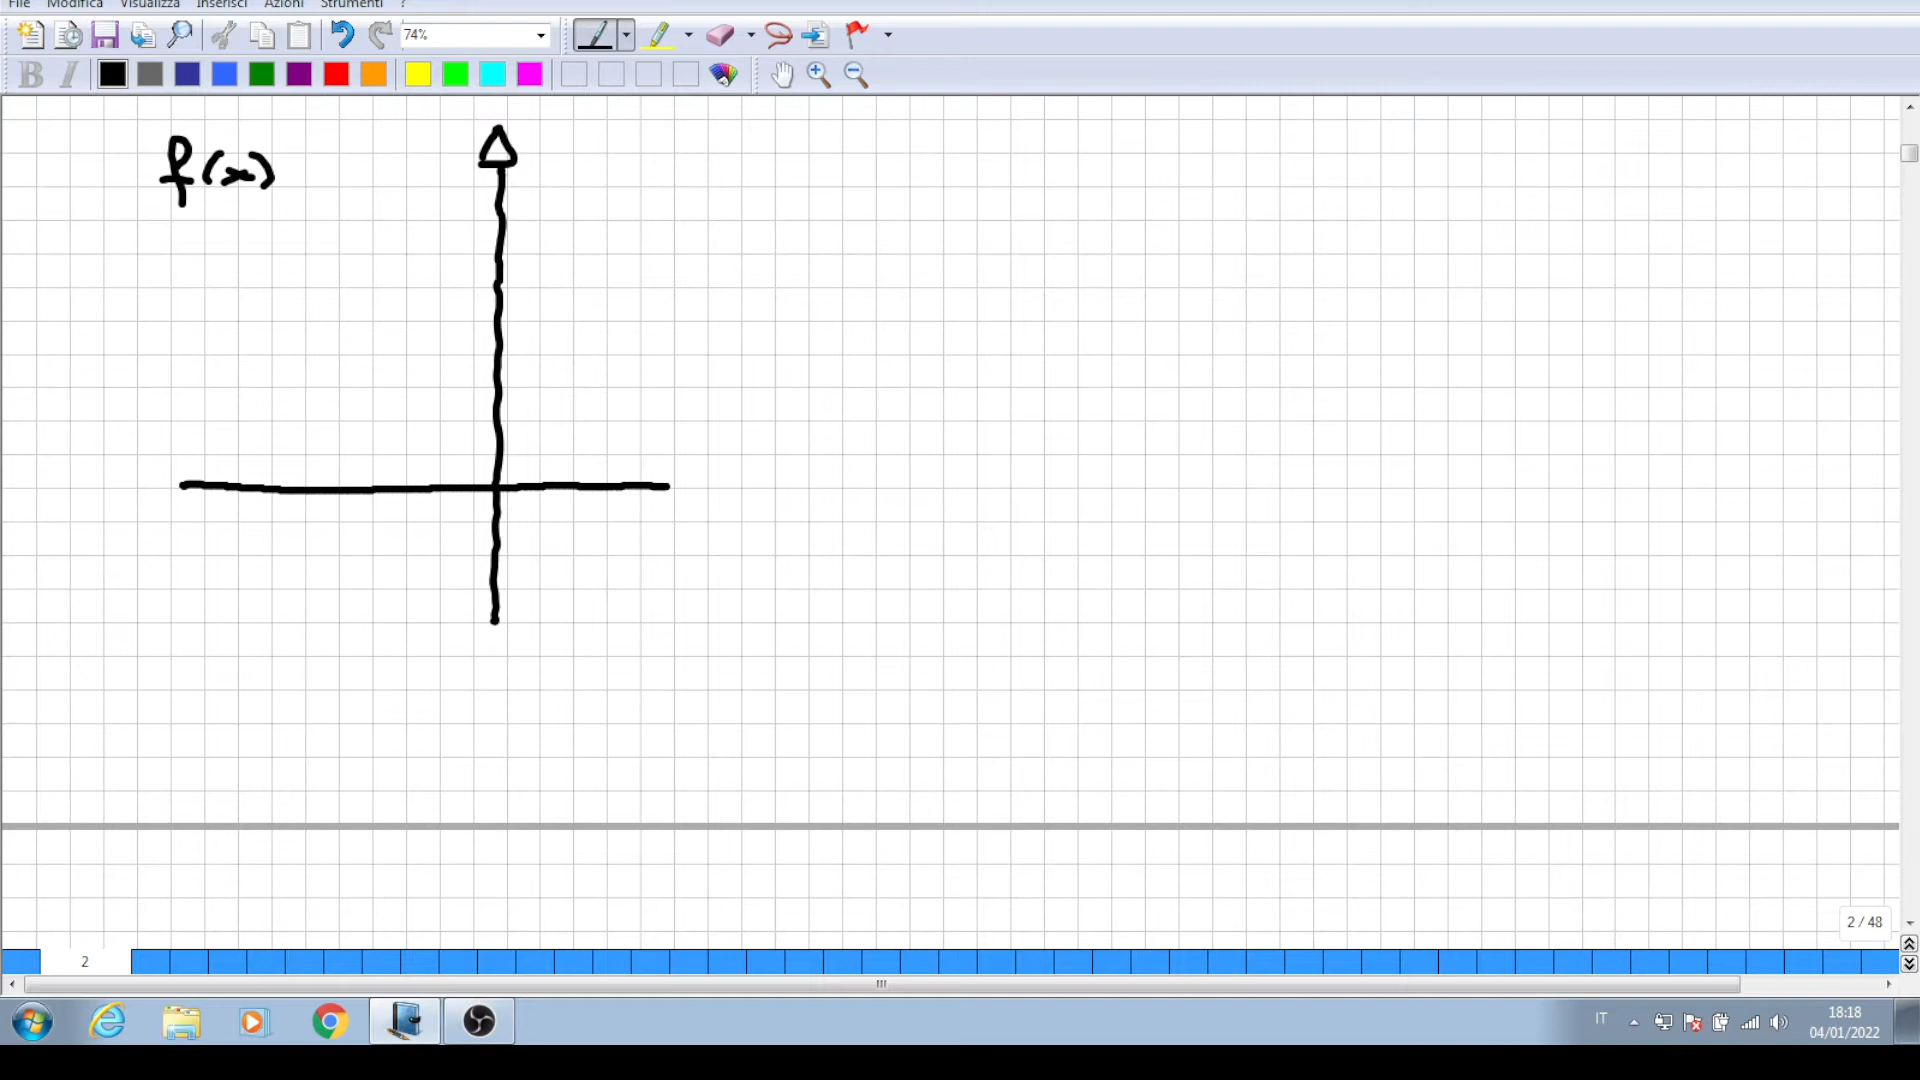 File Modifica Visualizza Inserisci Azioni Strumenti ?
74%
B I
f(x)
2 / 48
2
IT 18:18
04/01/2022